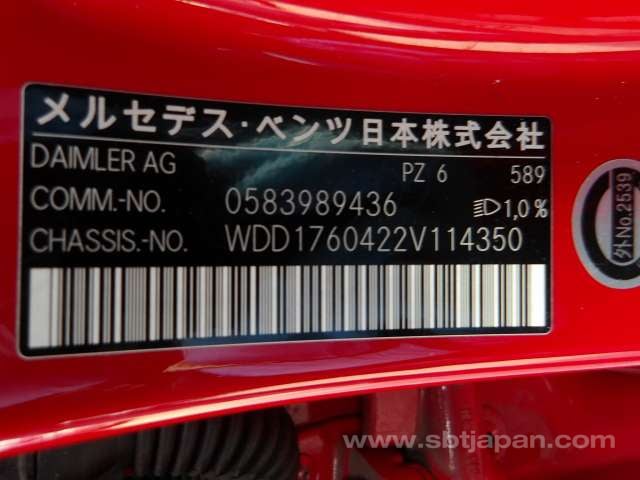 メルセデス・ベンツ日本株式会社
DAIMLER AG PZ 6 589
COMM.-NO. 0583989436 1,0%
CHASSIS.-NO. WDD1760422V114350
外No.2539
www.sbtjapan.com